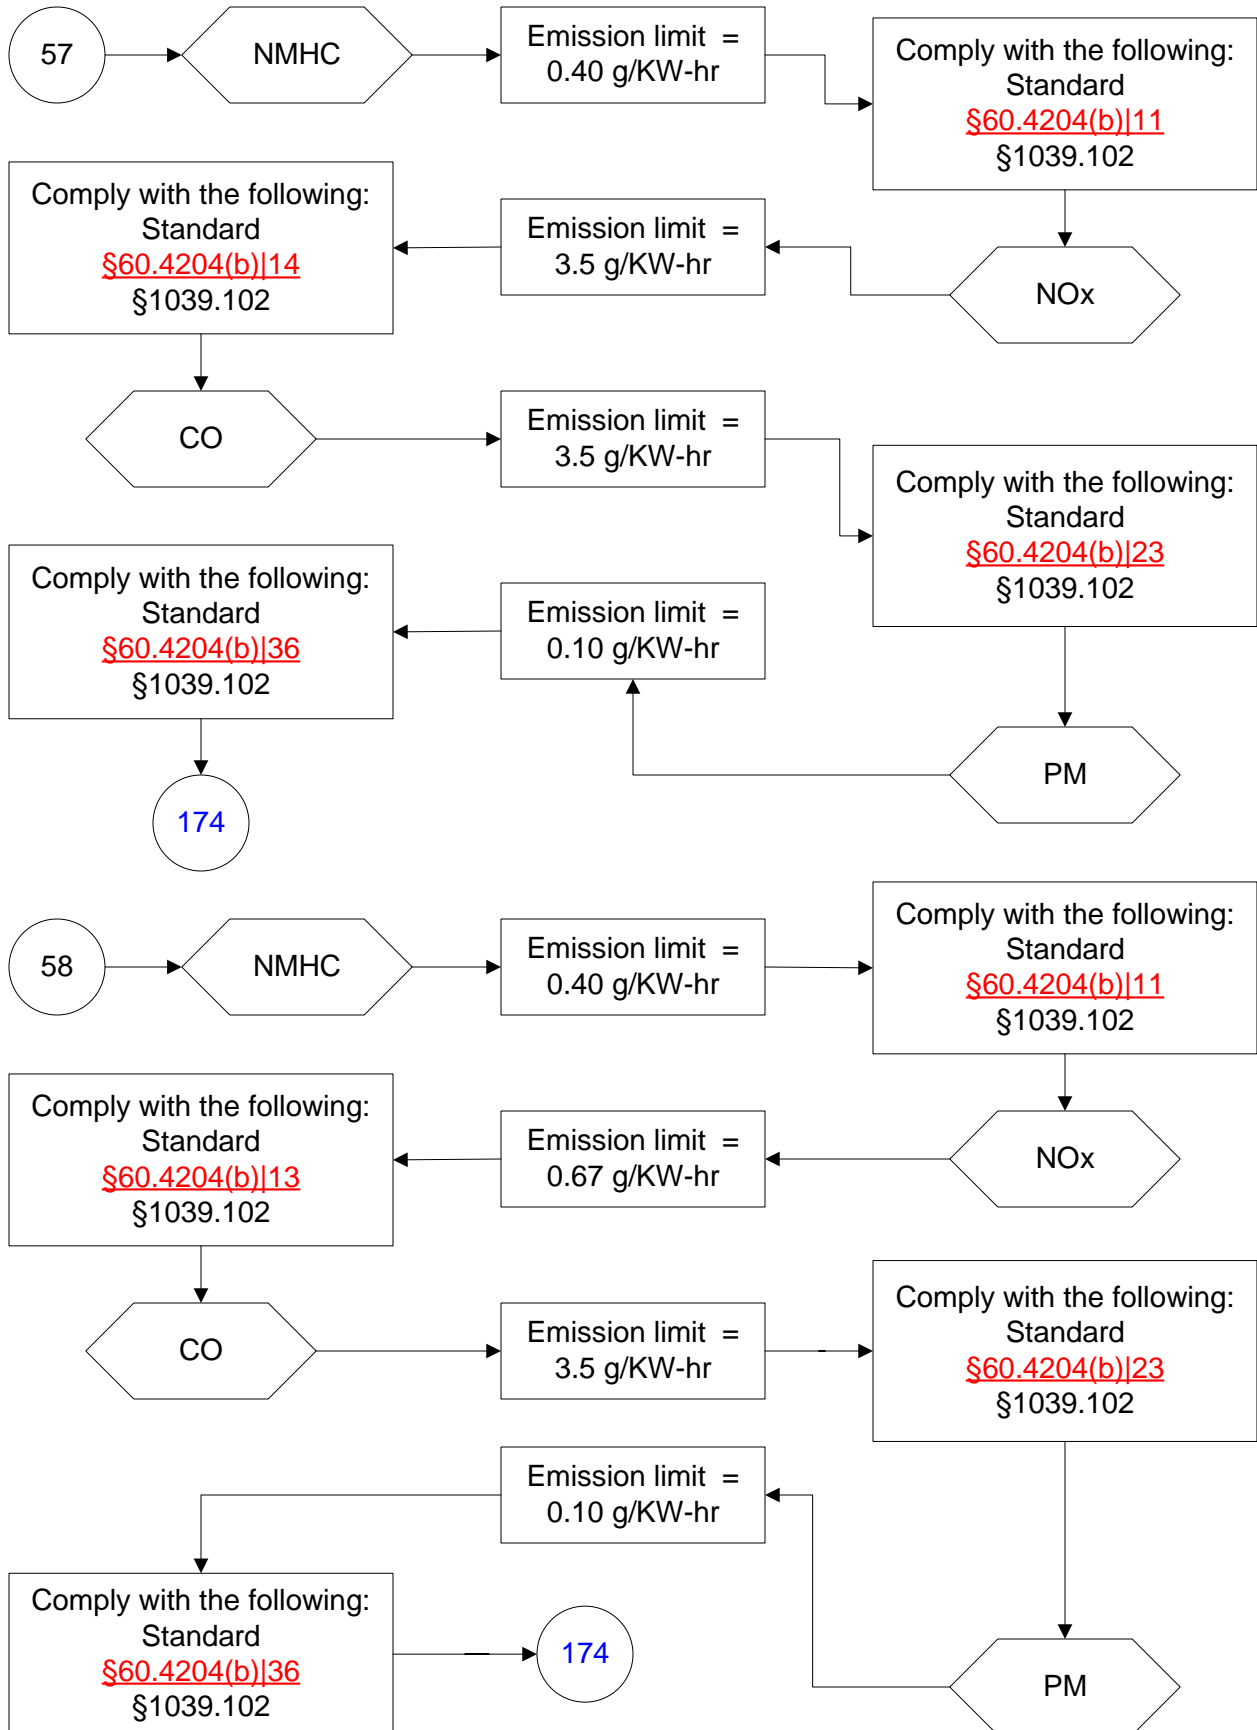 57
NMHC
Emission limit  =
0.40 g/KW-hr
Comply with the following:
Standard
§60.4204(b)|11
§1039.102
NOx
Emission limit  =
3.5 g/KW-hr
Comply with the following:
Standard
§60.4204(b)|14
§1039.102
CO
Emission limit  =
3.5 g/KW-hr
Comply with the following:
Standard
§60.4204(b)|23
§1039.102
PM
Emission limit  =
0.10 g/KW-hr
Comply with the following:
Standard
§60.4204(b)|36
§1039.102
174
58
NMHC
Emission limit  =
0.40 g/KW-hr
Comply with the following:
Standard
§60.4204(b)|11
§1039.102
NOx
Emission limit  =
0.67 g/KW-hr
Comply with the following:
Standard
§60.4204(b)|13
§1039.102
CO
Emission limit  =
3.5 g/KW-hr
Comply with the following:
Standard
§60.4204(b)|23
§1039.102
PM
Emission limit  =
0.10 g/KW-hr
Comply with the following:
Standard
§60.4204(b)|36
§1039.102
174